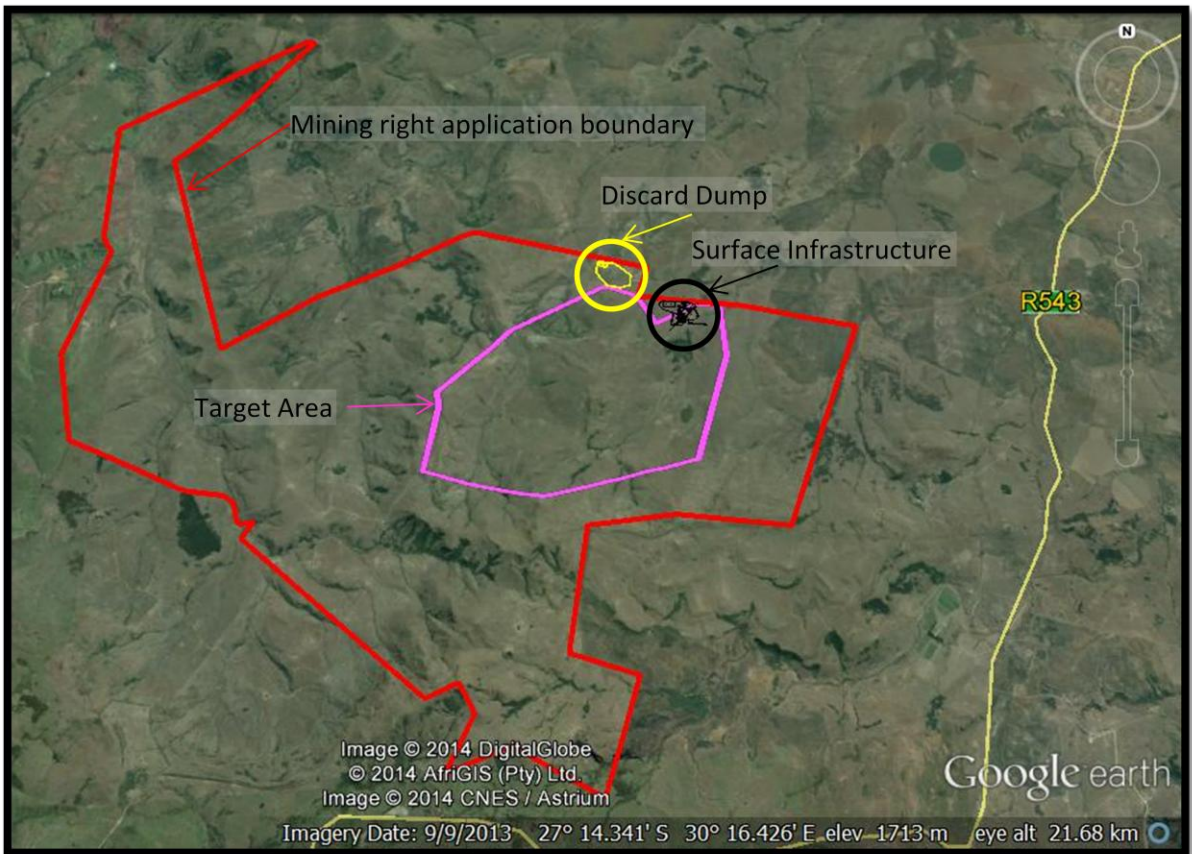 N
Mining right application boundary
Discard Dump
Surface Infrastructure
R543
Target Area
Image © 2014 DigitalGlobe
© 2014 AfriGIS (Pty) Ltd.
Image © 2014 CNES / Astrium
Google earth
Imagery Date: 9/9/2013 27° 14.341' S 30° 16.426' E elev 1713 m eye alt 21.68 km